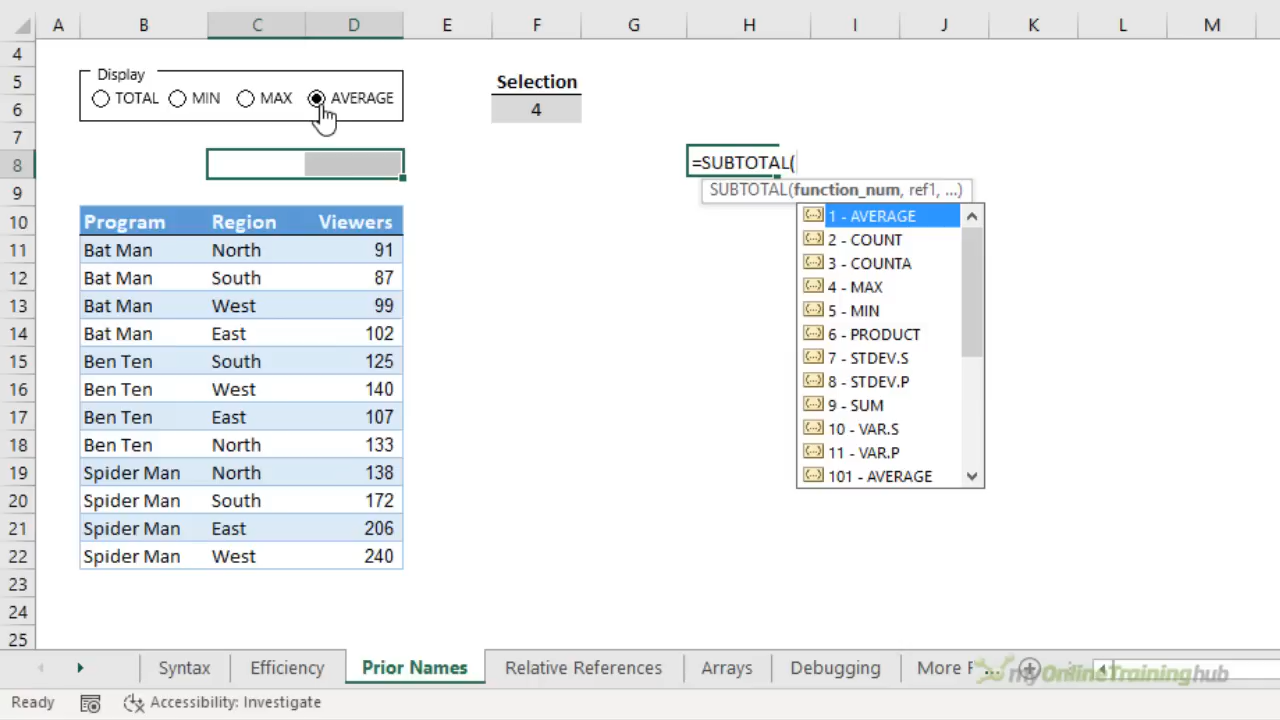 A B C D E F G H I J K L M
4
Display
5 Selection
TOTAL MIN MAX AVERAGE
6 4
7
8 =SUBTOTAL(
SUBTOTAL(function_num, ref1, ...)
9
10 Program Region Viewers 1 - AVERAGE
2 - COUNT
11 Bat Man North 91
3 - COUNTA
12 Bat Man South 87 4 - MAX
13 Bat Man West 99 5 - MIN
14 Bat Man East 102 6 - PRODUCT
15 Ben Ten South 125 7 - STDEV.S
16 Ben Ten West 140 8 - STDEV.P
17 Ben Ten East 107 9 - SUM
18 Ben Ten North 133 10 - VAR.S
11 - VAR.P
19 Spider Man North 138 101 - AVERAGE
20 Spider Man South 172
21 Spider Man East 206
22 Spider Man West 240
23
24
25
Syntax Efficiency Prior Names Relative References Arrays Debugging More F ...
myOnlineTraininghub
Ready Accessibility: Investigate